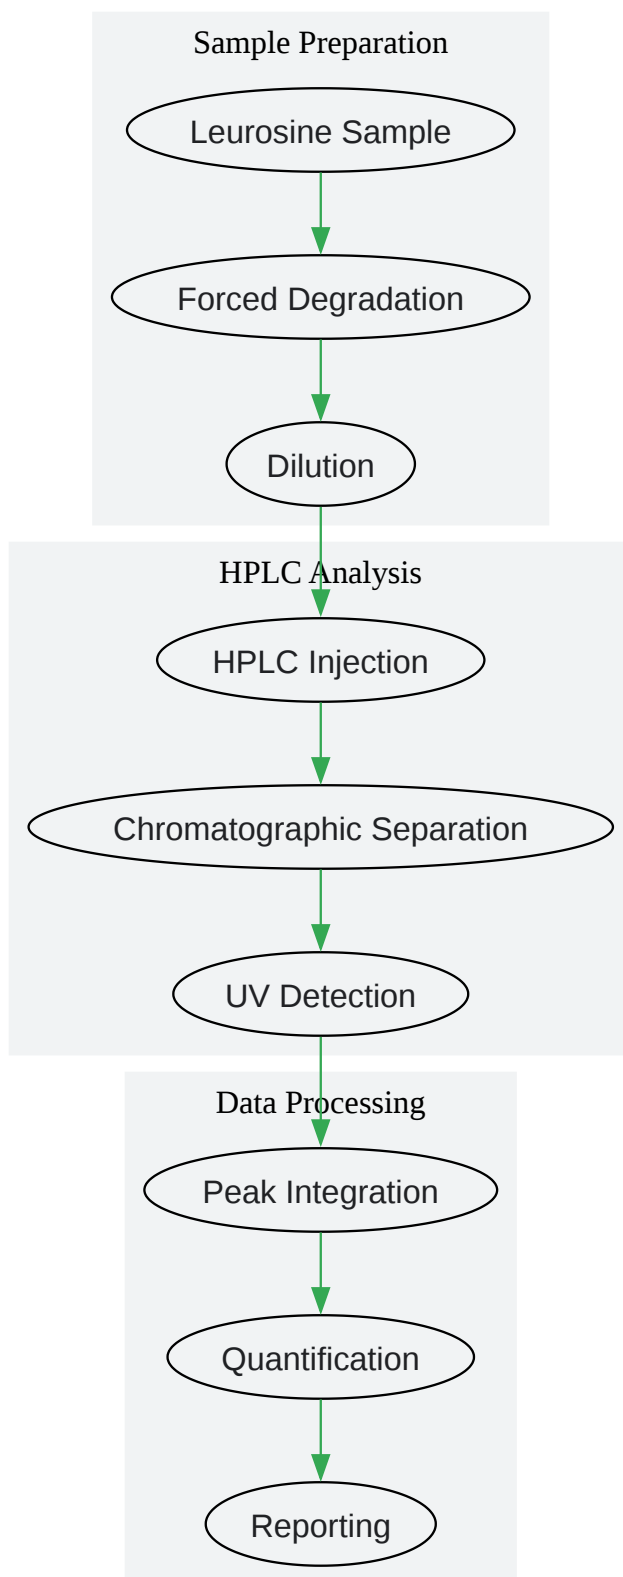 Sample Preparation
Leurosine Sample
Forced Degradation
Dilution
HPLC Analysis
HPLC Injection
Chromatographic Separation
UV Detection
Data Processing
Peak Integration
Quantification
Reporting